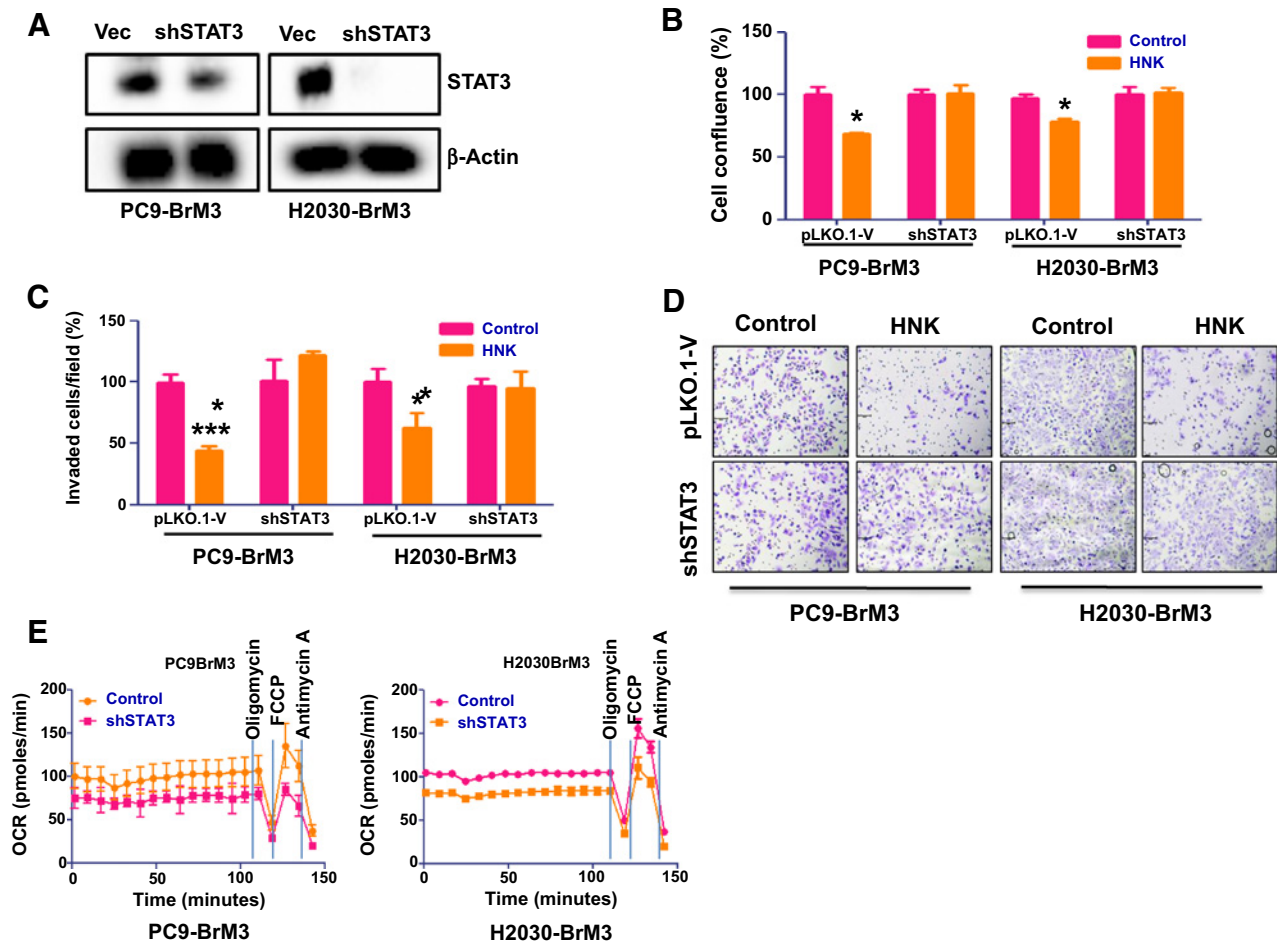 A
Vec shSTAT3
Vec shSTAT3
STAT3
β-Actin
PC9-BrM3
H2030-BrM3
B
150
100
50
0
Cell confluence (%)
Control
HNK
*
*
pLKO.1-V
shSTAT3
pLKO.1-V
shSTAT3
PC9-BrM3
H2030-BrM3
C
150
100
50
0
Invaded cells/field (%)
Control
HNK
*
***
**
pLKO.1-V
shSTAT3
pLKO.1-V
shSTAT3
PC9-BrM3
H2030-BrM3
D
Control
HNK
Control
HNK
pLKO.1-V
shSTAT3
PC9-BrM3
H2030-BrM3
E
PC9BrM3
Control
shSTAT3
Oligomycin
FCCP
Antimycin A
200
150
100
50
0
OCR (pmoles/min)
0
50
100
150
Time (minutes)
PC9-BrM3
H2030BrM3
Control
shSTAT3
Oligomycin
FCCP
Antimycin A
200
150
100
50
0
OCR (pmoles/min)
0
50
100
150
Time (minutes)
H2030-BrM3